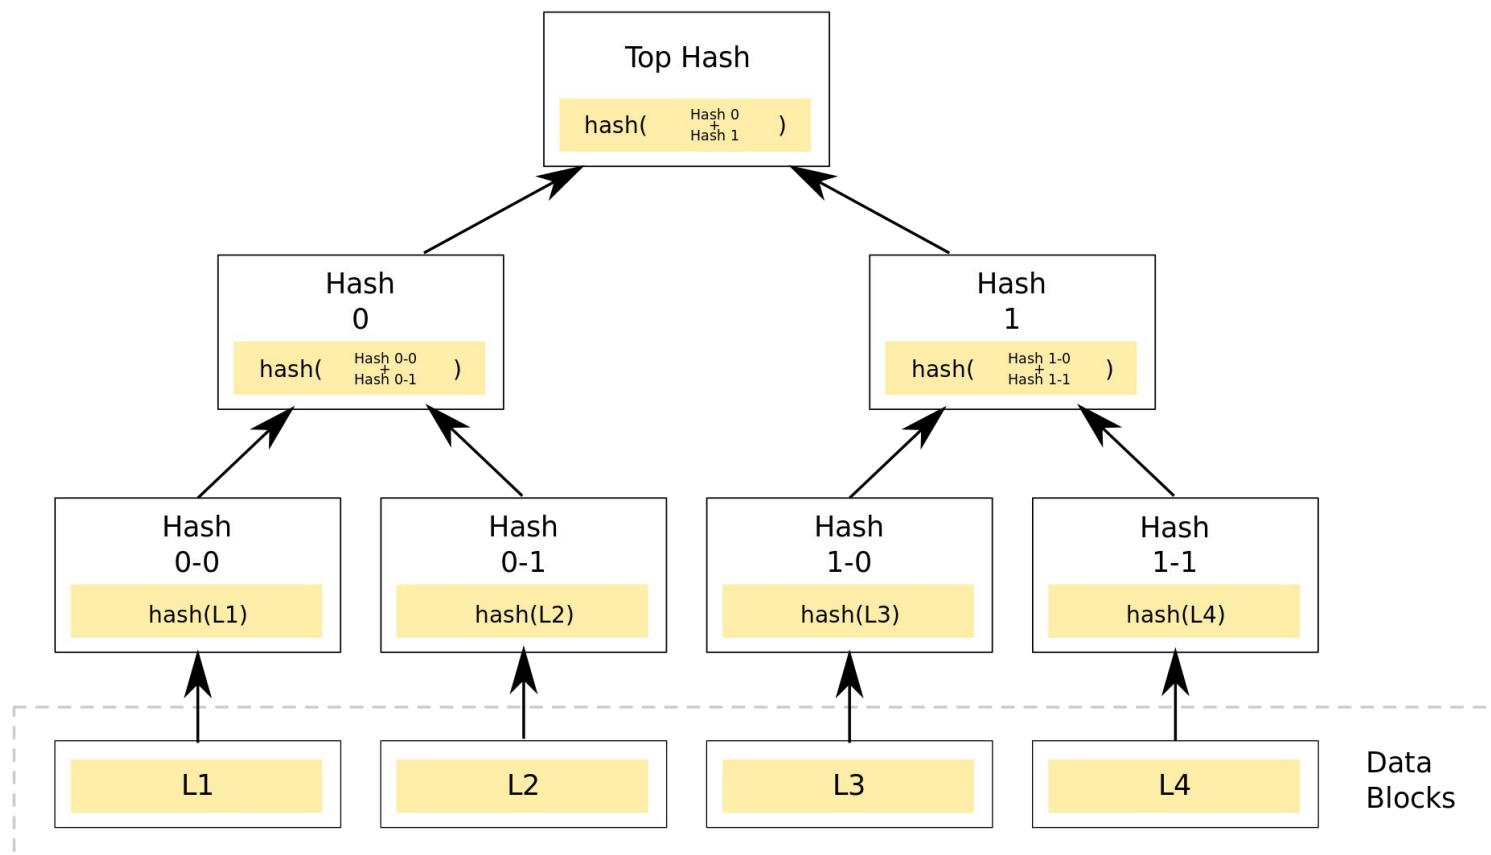 Top Hash
hash( Hash 0 + Hash 1 )
Hash
0
hash( Hash 0-0 + Hash 0-1 )
Hash
1
hash( Hash 1-0 + Hash 1-1 )
Hash
0-0
hash(L1)
Hash
0-1
hash(L2)
Hash
1-0
hash(L3)
Hash
1-1
hash(L4)
L1
L2
L3
L4
Data
Blocks